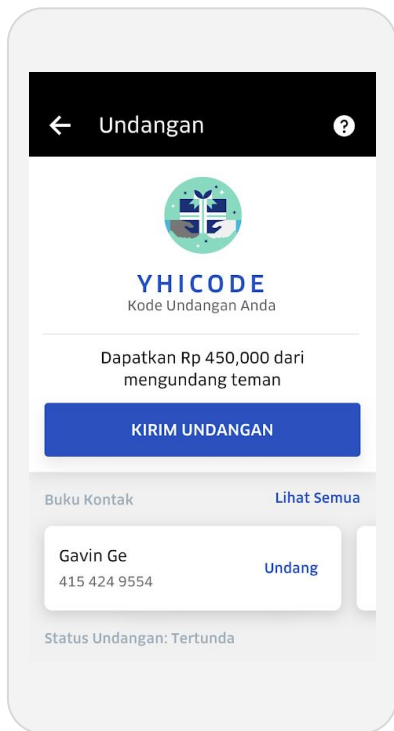 Undangan
?
YHICODE
Kode Undangan Anda
Dapatkan Rp 450,000 dari
mengundang teman
KIRIM UNDANGAN
Buku Kontak Lihat Semua
Gavin Ge
415 424 9554
Undang
Status Undangan: Tertunda